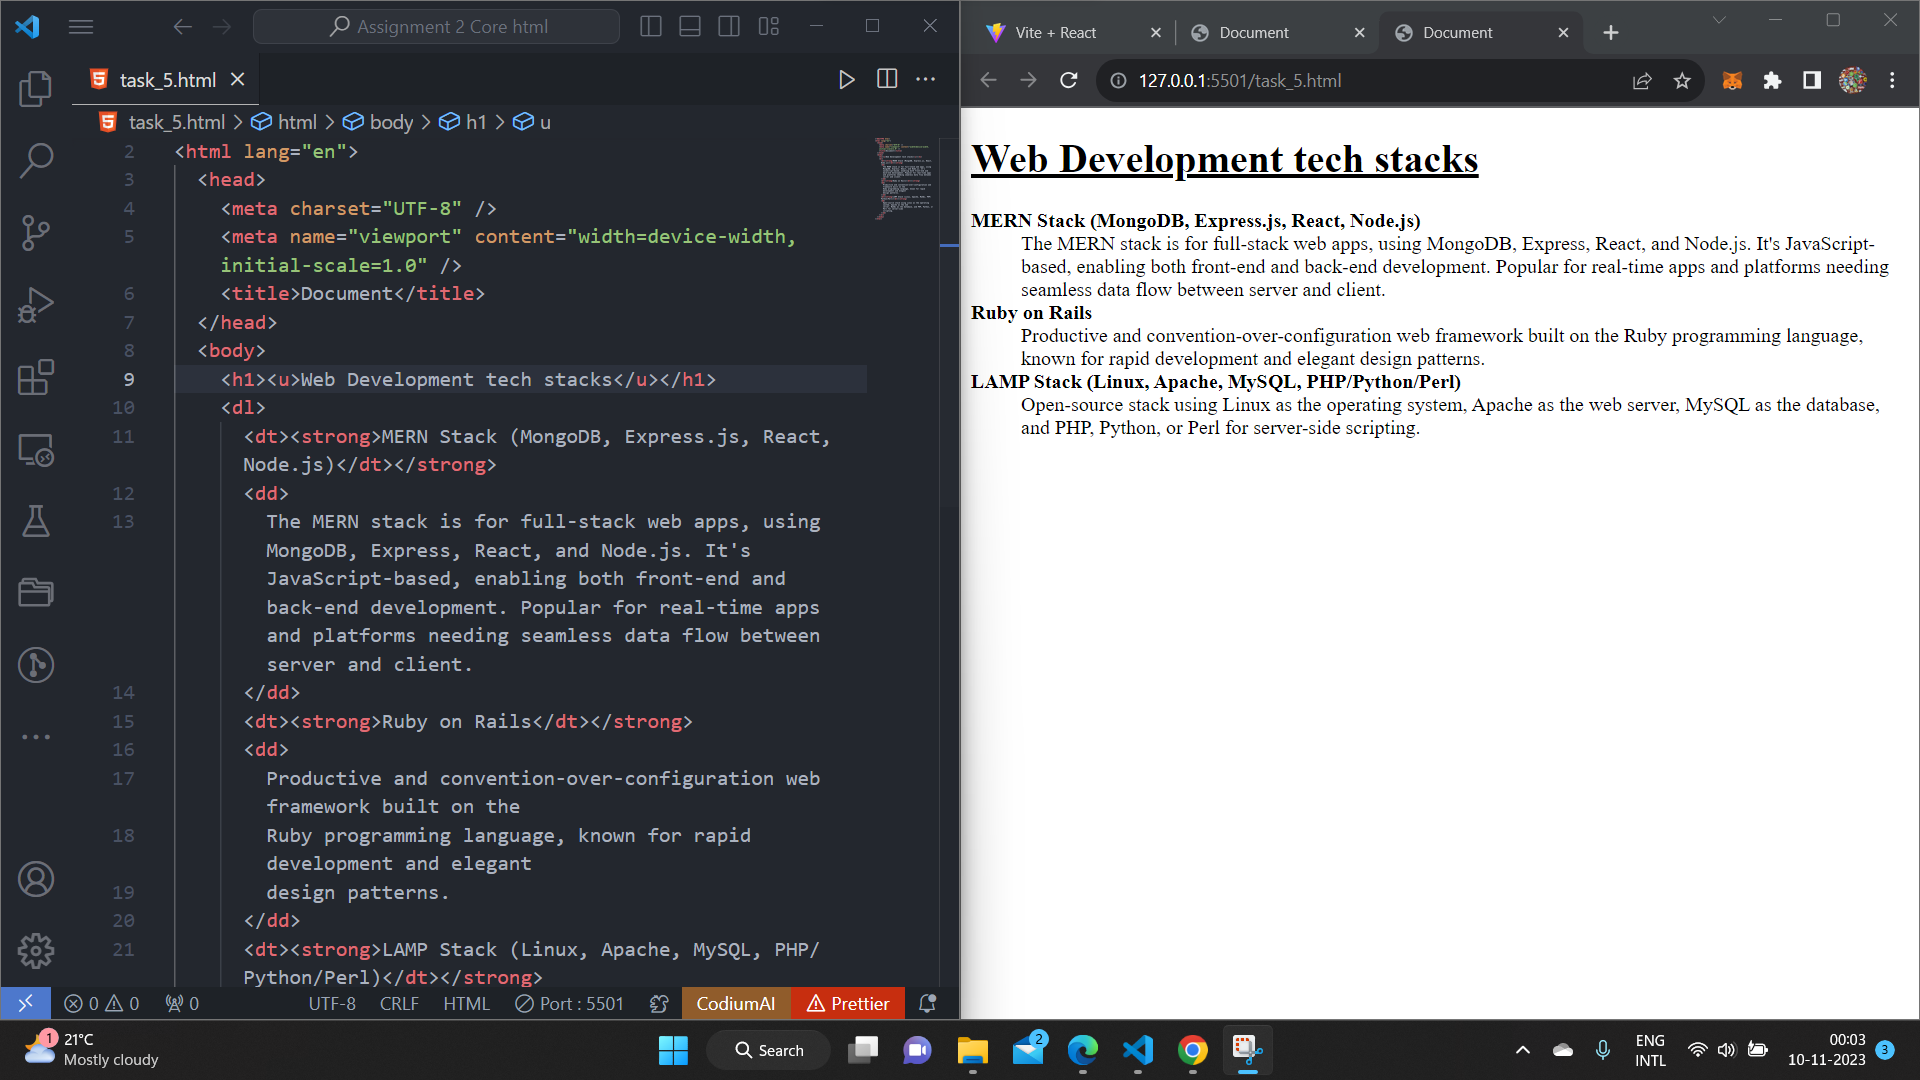 Assignment 2 Core html
task_5.html
task_5.html > html > body > h1 > u
2 <html lang="en">
3 <head>
4 <meta charset="UTF-8" />
5 <meta name="viewport" content="width=device-width,
initial-scale=1.0" />
6 <title>Document</title>
7 </head>
8 <body>
9 <h1><u>Web Development tech stacks</u></h1>
10 <dl>
11 <dt><strong>MERN Stack (MongoDB, Express.js, React,
Node.js)</dt></strong>
12 <dd>
13 The MERN stack is for full-stack web apps, using
MongoDB, Express, React, and Node.js. It's
JavaScript-based, enabling both front-end and
back-end development. Popular for real-time apps
and platforms needing seamless data flow between
server and client.
14 </dd>
15 <dt><strong>Ruby on Rails</dt></strong>
16 <dd>
17 Productive and convention-over-configuration web
framework built on the
18 Ruby programming language, known for rapid
development and elegant
19 design patterns.
20 </dd>
21 <dt><strong>LAMP Stack (Linux, Apache, MySQL, PHP/
Python/Perl)</dt></strong>
0 0 0 UTF-8 CRLF HTML Port : 5501 CodiumAI Prettier
Vite + React Document Document
127.0.0.1:5501/task_5.html
Web Development tech stacks
MERN Stack (MongoDB, Express.js, React, Node.js)
The MERN stack is for full-stack web apps, using MongoDB, Express, React, and Node.js. It's JavaScript-
based, enabling both front-end and back-end development. Popular for real-time apps and platforms needing
seamless data flow between server and client.
Ruby on Rails
Productive and convention-over-configuration web framework built on the Ruby programming language,
known for rapid development and elegant design patterns.
LAMP Stack (Linux, Apache, MySQL, PHP/Python/Perl)
Open-source stack using Linux as the operating system, Apache as the web server, MySQL as the database,
and PHP, Python, or Perl for server-side scripting.
1 21°C
Mostly cloudy
Search
2
ENG
INTL
00:03
10-11-2023
3